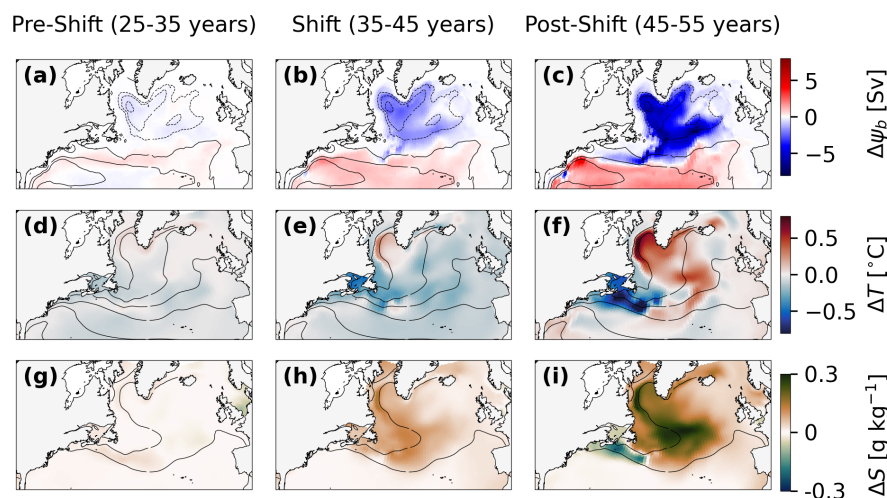 Pre-Shift (25-35 years) Shift (35-45 years) Post-Shift (45-55 years)
(a) (b) (c)
5
0
−5
Δψb [Sv]
(d) (e) (f)
0.5
0.0
−0.5
ΔT [°C]
(g) (h) (i)
0.3
0
-0.3
ΔS [g kg⁻¹]